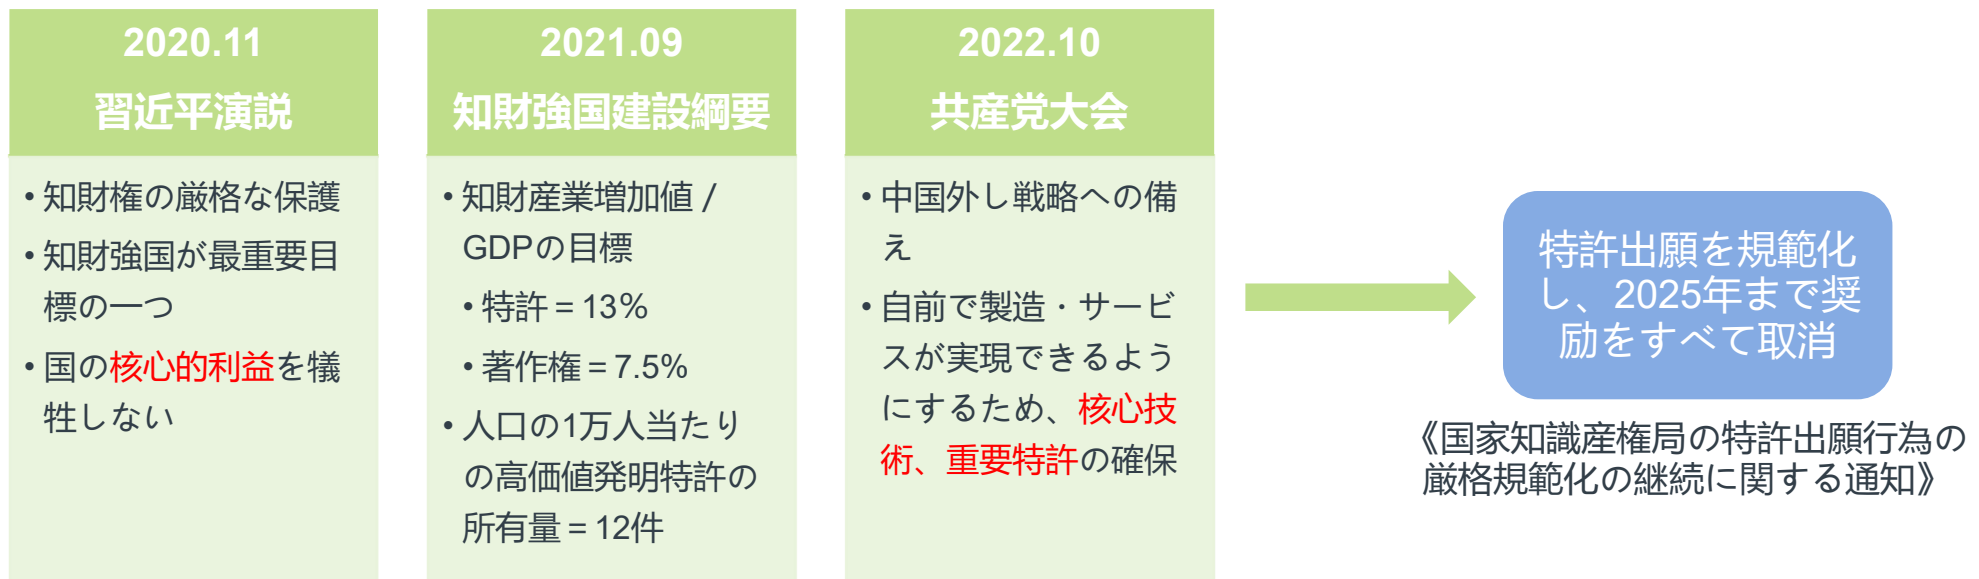 2020.11
習近平演説
• 知財権の厳格な保護
• 知財強国が最重要目
標の一つ
• 国の核心的利益を犠
牲しない
2021.09
知財強国建設綱要
• 知財産業増加値 /
GDPの目標
• 特許 = 13%
• 著作権 = 7.5%
• 人口の1万人当たり
の高価値発明特許の
所有量 = 12件
2022.10
共産党大会
• 中国外し戦略への備
え
• 自前で製造・サービ
スが実現できるよう
にするため、核心技
術、重要特許の確保
特許出願を規範化
し、2025年まで奨
励をすべて取消
《国家知識産権局の特許出願行為の
厳格規範化の継続に関する通知》